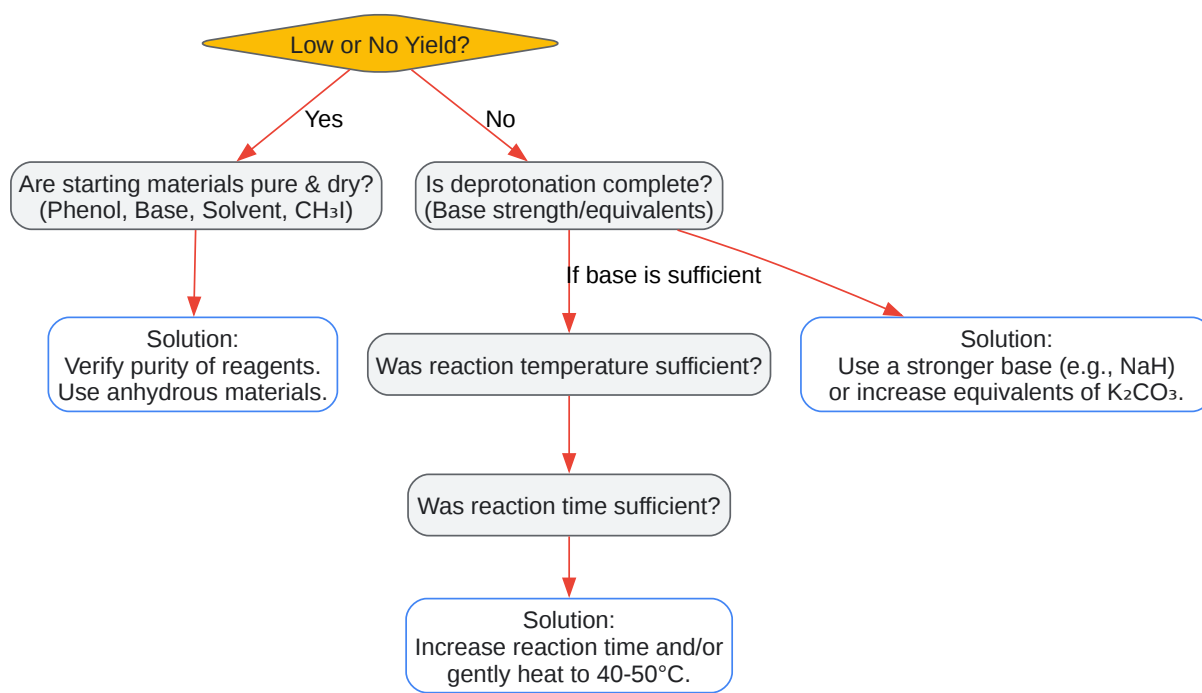 Low or No Yield?
Yes
No
Are starting materials pure & dry?
(Phenol, Base, Solvent, CH₃I)
Is deprotonation complete?
(Base strength/equivalents)
If base is sufficient
Solution:
Verify purity of reagents.
Use anhydrous materials.
Was reaction temperature sufficient?
Solution:
Use a stronger base (e.g., NaH)
or increase equivalents of K₂CO₃.
Was reaction time sufficient?
Solution:
Increase reaction time and/or
gently heat to 40-50°C.